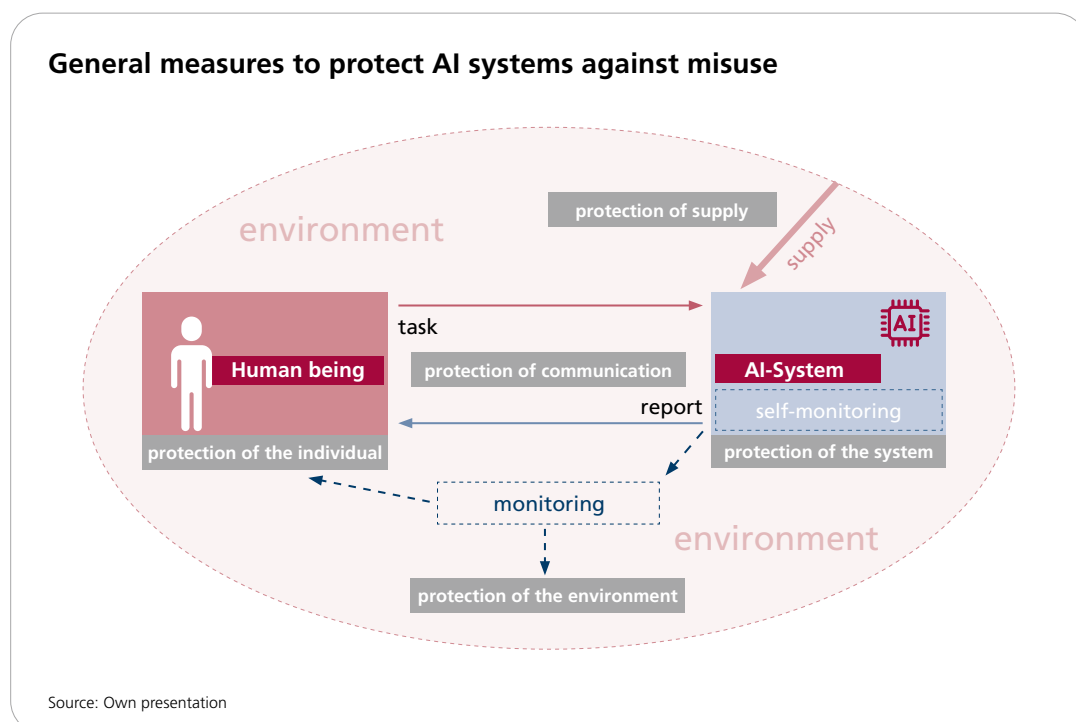 General measures to protect AI systems against misuse
protection of supply
environment
supply
AI
task
Human being
protection of communication
AI-System
report
self-monitoring
protection of the individual
protection of the system
monitoring
environment
protection of the environment
Source: Own presentation